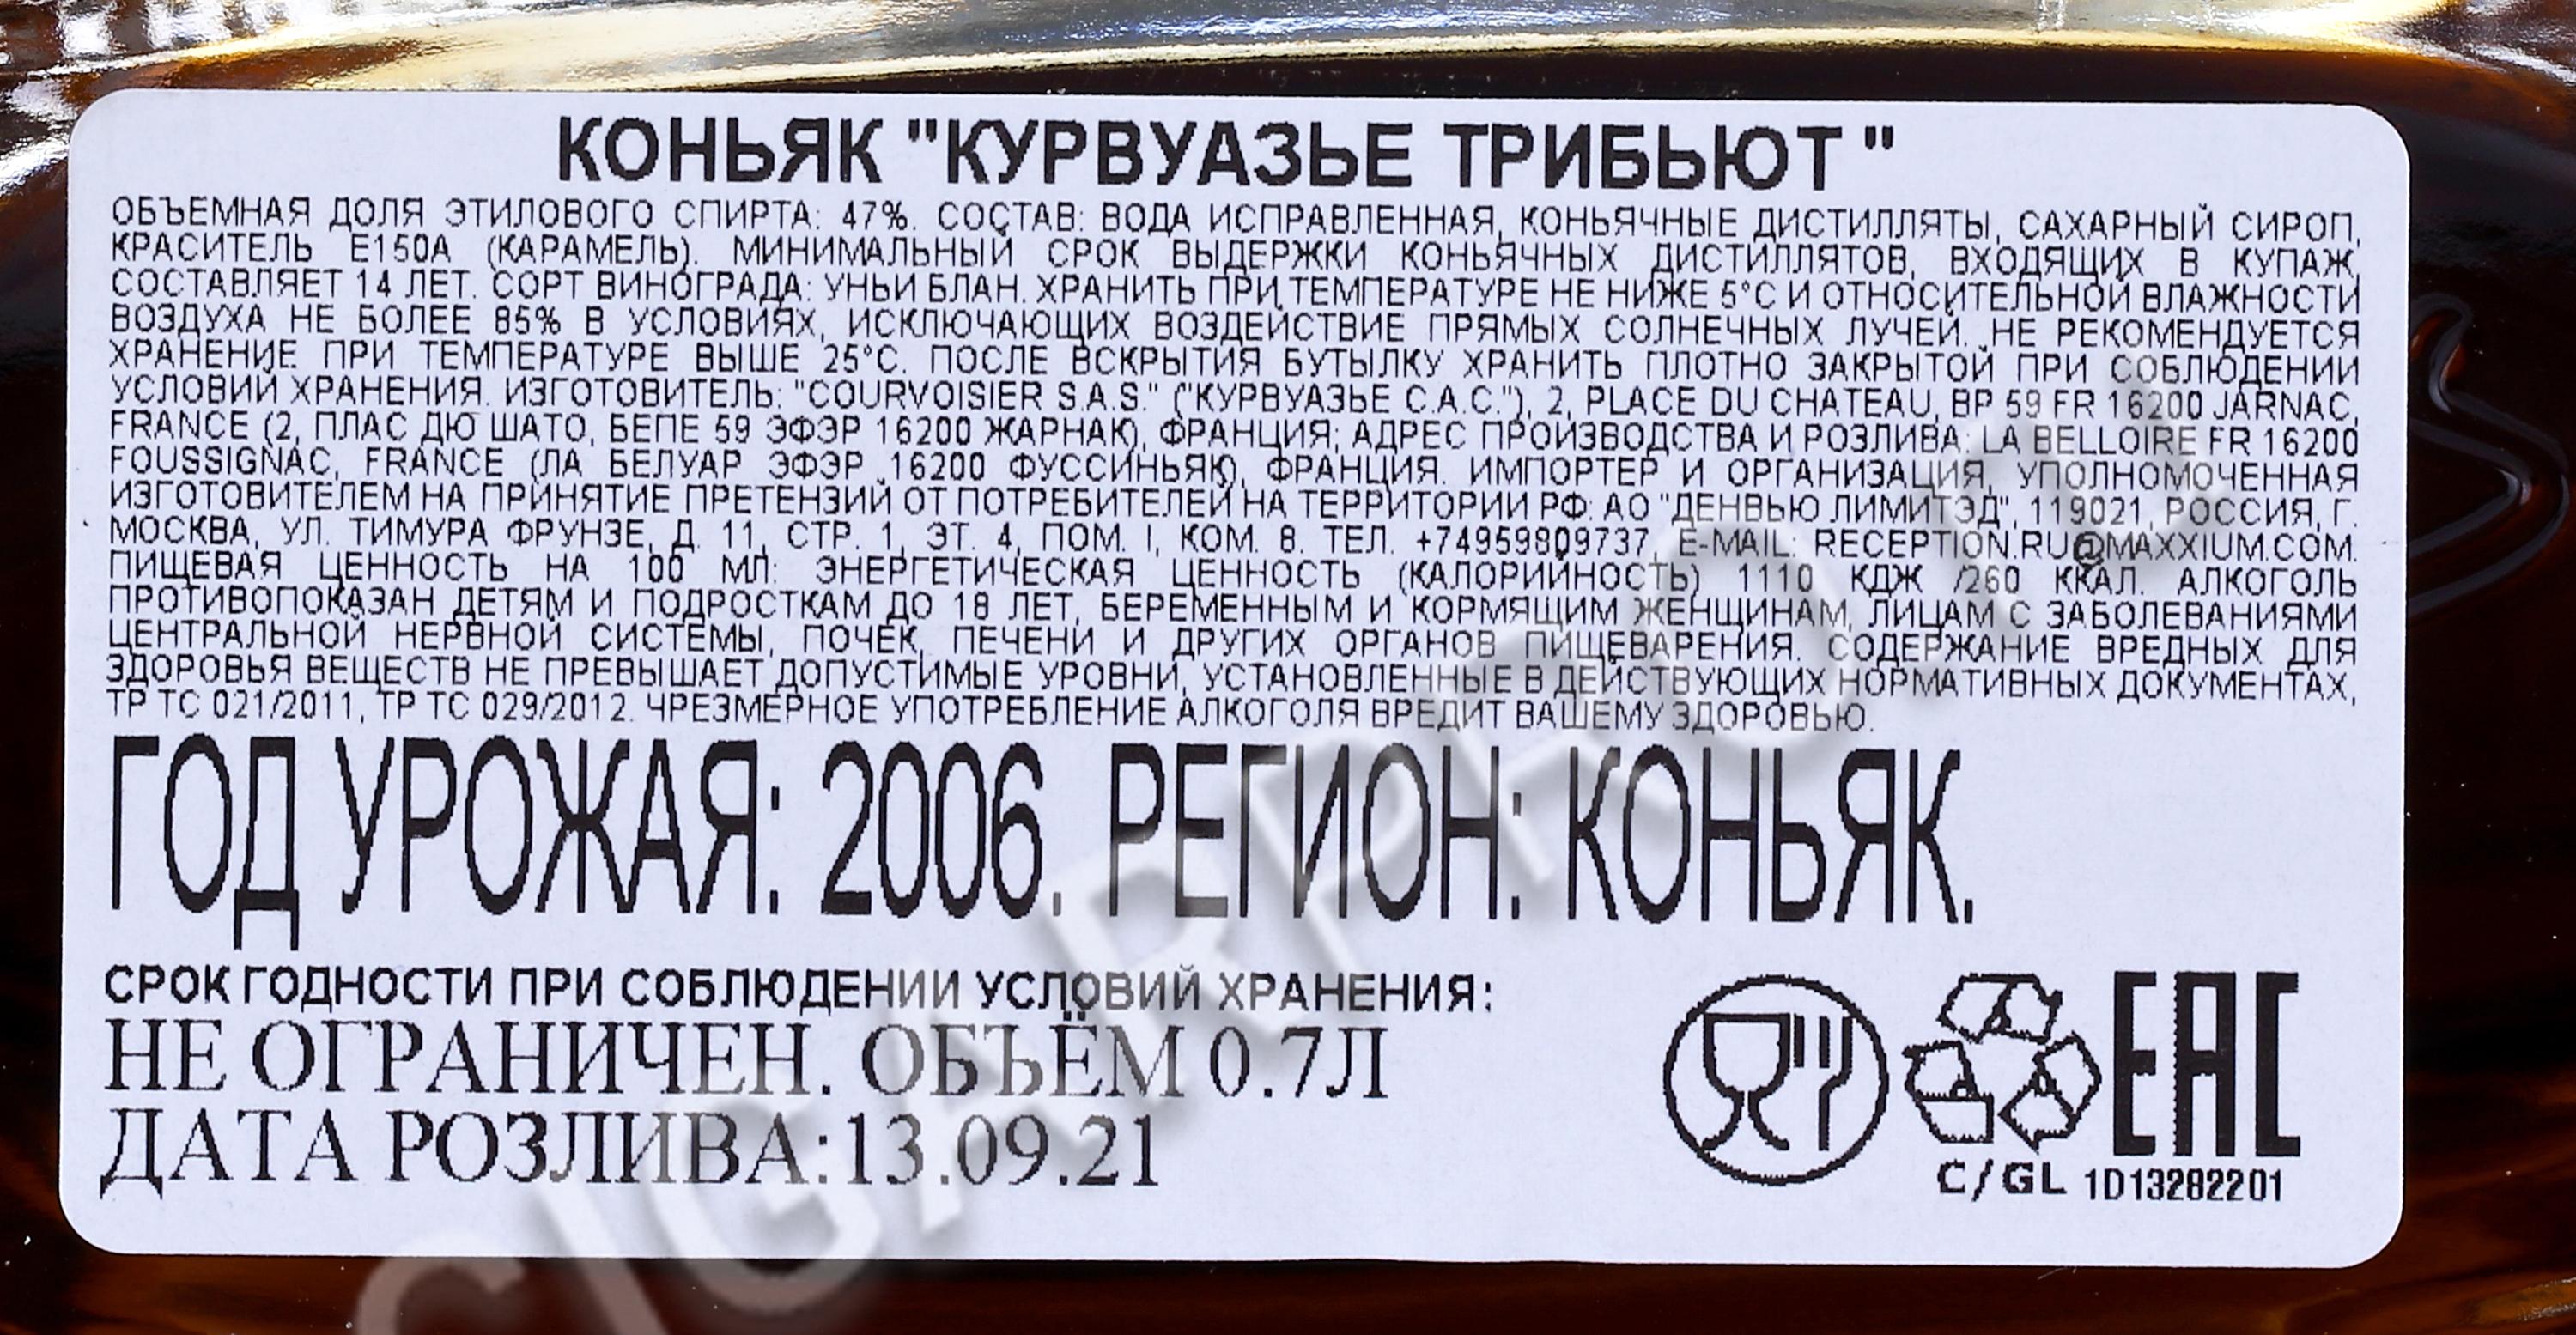 КОНЬЯК "КУРВУАЗЬЕ ТРИБЬЮТ "
ОБЪЕМНАЯ ДОЛЯ ЭТИЛОВОГО СПИРТА: 47%. СОСТАВ: ВОДА ИСПРАВЛЕННАЯ, КОНЬЯЧНЫЕ ДИСТИЛЛЯТЫ, САХАРНЫЙ СИРОП,
КРАСИТЕЛЬ Е150А (КАРАМЕЛЬ). МИНИМАЛЬНЫЙ СРОК ВЫДЕРЖКИ КОНЬЯЧНЫХ ДИСТИЛЛЯТОВ, ВХОДЯЩИХ В КУПАЖ,
СОСТАВЛЯЕТ 14 ЛЕТ. СОРТ ВИНОГРАДА: УНЬИ БЛАН. ХРАНИТЬ ПРИ ТЕМПЕРАТУРЕ НЕ НИЖЕ 5°С И ОТНОСИТЕЛЬНОЙ ВЛАЖНОСТИ
ВОЗДУХА НЕ БОЛЕЕ 85% В УСЛОВИЯХ, ИСКЛЮЧАЮЩИХ ВОЗДЕЙСТВИЕ ПРЯМЫХ СОЛНЕЧНЫХ ЛУЧЕЙ. НЕ РЕКОМЕНДУЕТСЯ
ХРАНЕНИЕ ПРИ ТЕМПЕРАТУРЕ ВЫШЕ 25°С. ПОСЛЕ ВСКРЫТИЯ БУТЫЛКУ ХРАНИТЬ ПЛОТНО ЗАКРЫТОЙ ПРИ СОБЛЮДЕНИИ
УСЛОВИЙ ХРАНЕНИЯ. ИЗГОТОВИТЕЛЬ: "COURVOISIER S.A.S." ("КУРВУАЗЬЕ С.А.С."), 2, PLACE DU CHATEAU, BP 59 FR 16200 JARNAC,
FRANCE (2, ПЛАС ДЮ ШАТО, БЕПЕ 59 ЭФЭР 16200 ЖАРНАК), ФРАНЦИЯ; АДРЕС ПРОИЗВОДСТВА И РОЗЛИВА: LA BELLOIRE FR 16200
FOUSSIGNAC, FRANCE (ЛА БЕЛУАР ЭФЭР 16200 ФУССИНЬЯК), ФРАНЦИЯ. ИМПОРТЕР И ОРГАНИЗАЦИЯ, УПОЛНОМОЧЕННАЯ
ИЗГОТОВИТЕЛЕМ НА ПРИНЯТИЕ ПРЕТЕНЗИЙ ОТ ПОТРЕБИТЕЛЕЙ НА ТЕРРИТОРИИ РФ: АО "ДЕНВЬЮ ЛИМИТЭД", 119021, РОССИЯ, Г.
МОСКВА, УЛ. ТИМУРА ФРУНЗЕ, Д. 11, СТР. 1, ЭТ. 4, ПОМ. I, КОМ. 8. ТЕЛ. +74959809737, E-MAIL: RECEPTION.RU@MAXXIUM.COM.
ПИЩЕВАЯ ЦЕННОСТЬ НА 100 МЛ: ЭНЕРГЕТИЧЕСКАЯ ЦЕННОСТЬ (КАЛОРИЙНОСТЬ) 1110 КДЖ /260 ККАЛ. АЛКОГОЛЬ
ПРОТИВОПОКАЗАН ДЕТЯМ И ПОДРОСТКАМ ДО 18 ЛЕТ, БЕРЕМЕННЫМ И КОРМЯЩИМ ЖЕНЩИНАМ, ЛИЦАМ С ЗАБОЛЕВАНИЯМИ
ЦЕНТРАЛЬНОЙ НЕРВНОЙ СИСТЕМЫ, ПОЧЕК, ПЕЧЕНИ И ДРУГИХ ОРГАНОВ ПИЩЕВАРЕНИЯ. СОДЕРЖАНИЕ ВРЕДНЫХ ДЛЯ
ЗДОРОВЬЯ ВЕЩЕСТВ НЕ ПРЕВЫШАЕТ ДОПУСТИМЫЕ УРОВНИ, УСТАНОВЛЕННЫЕ В ДЕЙСТВУЮЩИХ НОРМАТИВНЫХ ДОКУМЕНТАХ,
ТР ТС 021/2011, ТР ТС 029/2012. ЧРЕЗМЕРНОЕ УПОТРЕБЛЕНИЕ АЛКОГОЛЯ ВРЕДИТ ВАШЕМУ ЗДОРОВЬЮ.
ГОД УРОЖАЯ: 2006. РЕГИОН: КОНЬЯК.
СРОК ГОДНОСТИ ПРИ СОБЛЮДЕНИИ УСЛОВИЙ ХРАНЕНИЯ:
НЕ ОГРАНИЧЕН. ОБЪЁМ 0.7Л
ДАТА РОЗЛИВА:13.09.21
EAC
C/GL 1D13282201
CIGARPRO.RU